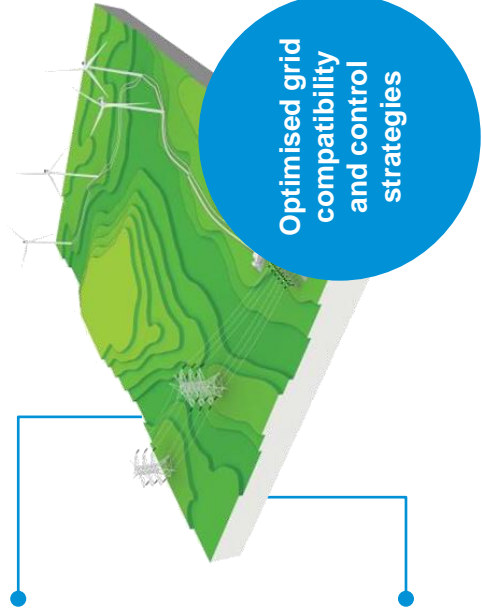 Optimised grid
compatibility
and control
strategies